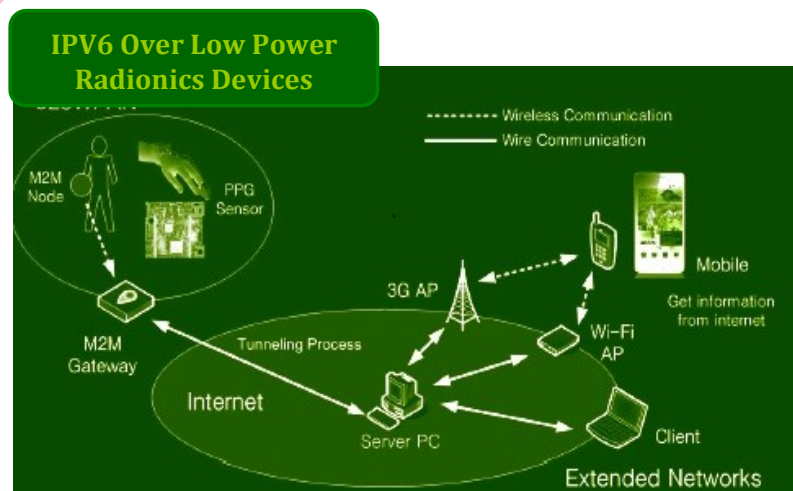 IPV6 Over Low Power
Radionics Devices
Wireless Communication
Wire Communication
M2M
Node
PPG
Sensor
Mobile
3G AP
Get information
from internet
M2M
Gateway
Tunneling Process
Wi-Fi
AP
Internet
Server PC
Client
Extended Networks